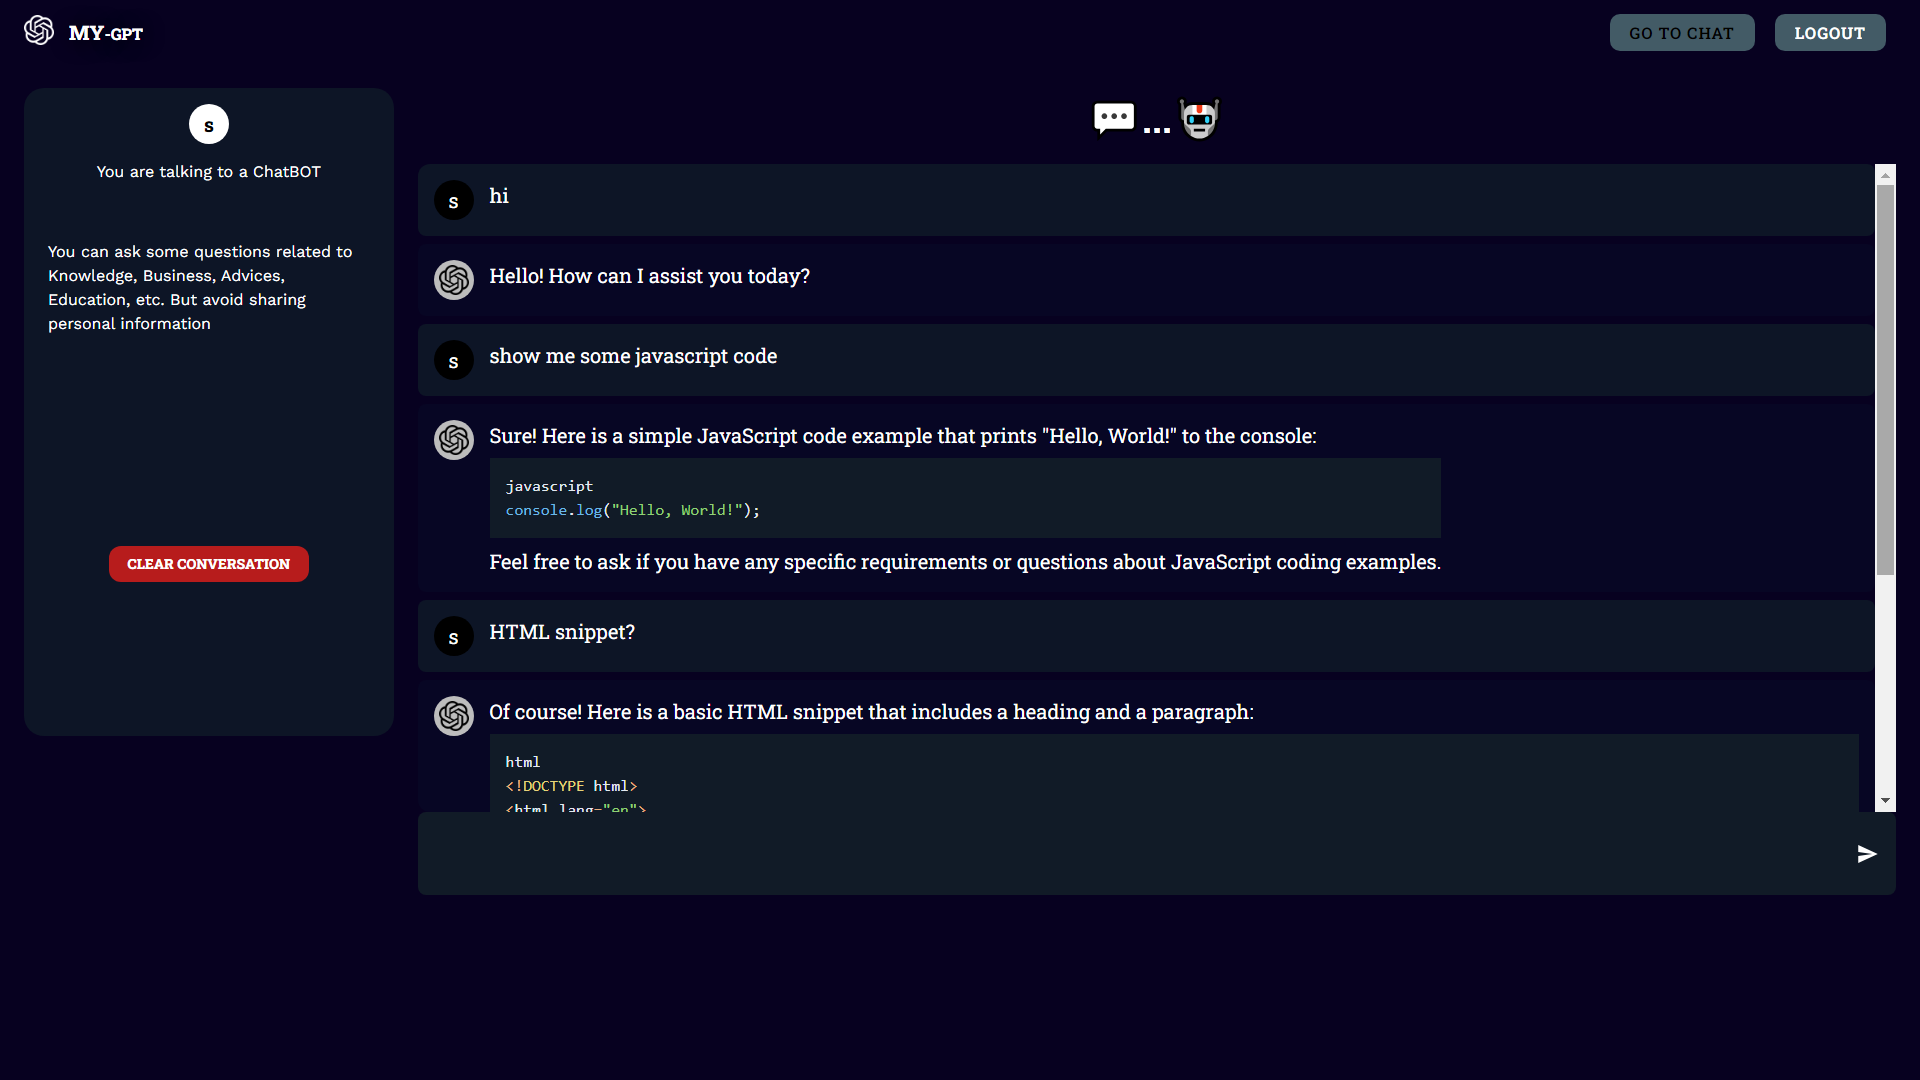 MY-GPT
GO TO CHAT
LOGOUT
s
You are talking to a ChatBOT
You can ask some questions related to
Knowledge, Business, Advices,
Education, etc. But avoid sharing
personal information
CLEAR CONVERSATION
...
s
hi
Hello! How can I assist you today?
s
show me some javascript code
Sure! Here is a simple JavaScript code example that prints "Hello, World!" to the console:
javascript
console.log("Hello, World!");
Feel free to ask if you have any specific requirements or questions about JavaScript coding examples.
s
HTML snippet?
Of course! Here is a basic HTML snippet that includes a heading and a paragraph:
html
<!DOCTYPE html>
<html lang="en">